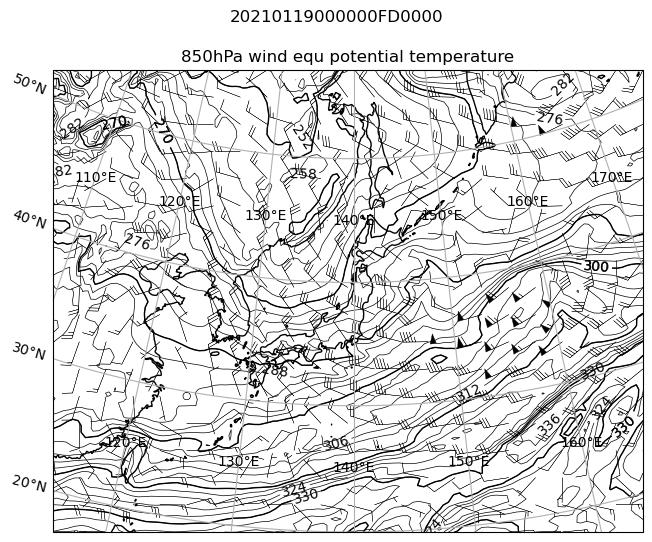 20210119000000FD0000
850hPa wind equ potential temperature
50°N
282
276
282
270
270
252
82
110°E
258
170°E
120°E
160°E
130°E
140°E
150°E
40°N
276
300
30°N
288
330
312
324
336
330
120°E
306
160°E
130°E
140°E
150°E
20°N
324
330